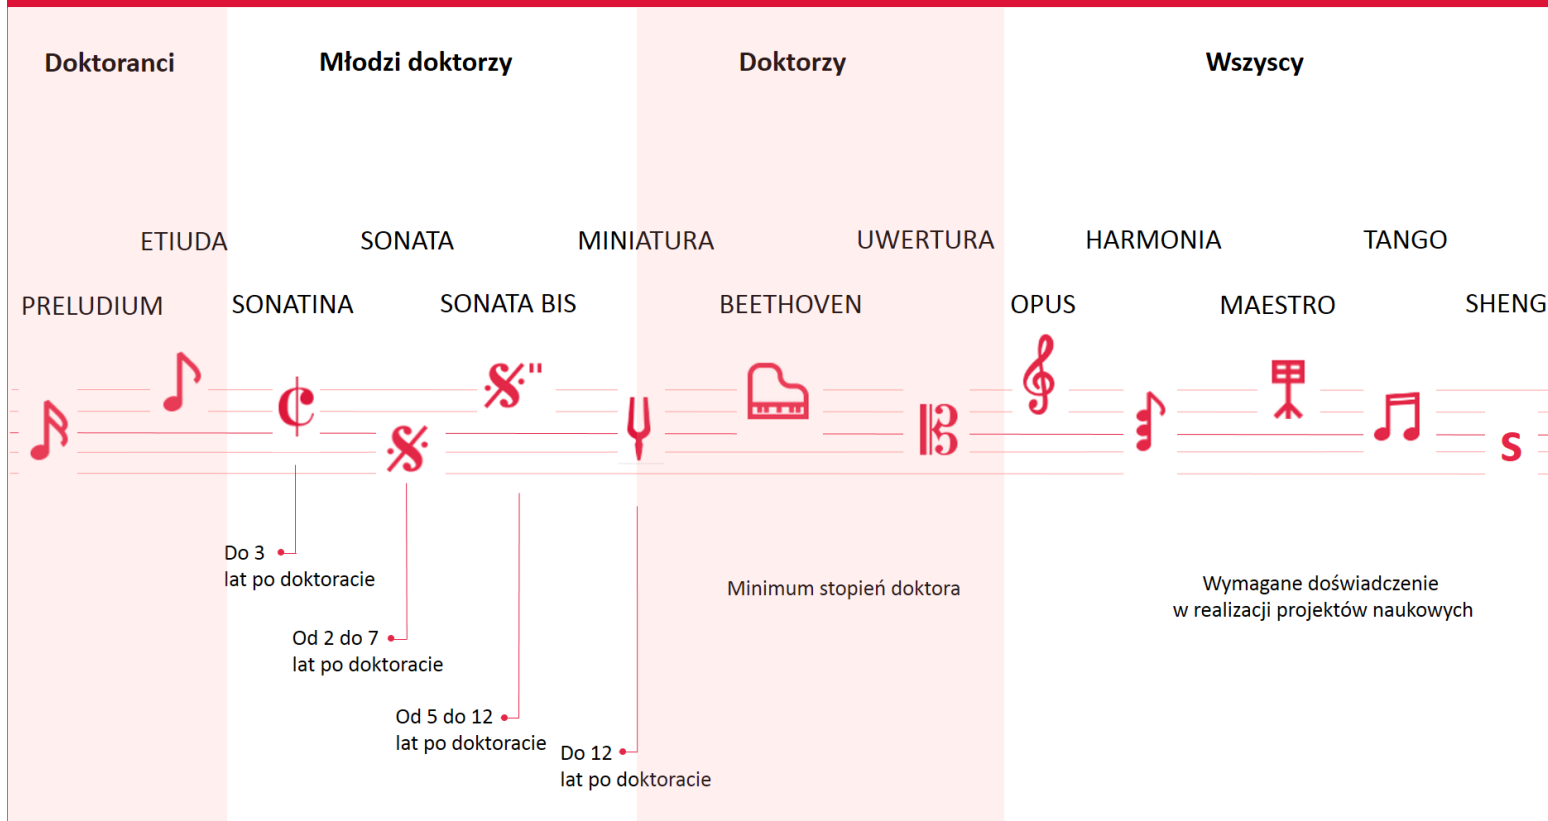 Doktoranci
Młodzi doktorzy
Doktorzy
Wszyscy
ETIUDA
SONATA
MINIATURA
UWERTURA
HARMONIA
TANGO
PRELUDIUM
SONATINA
SONATA BIS
BEETHOVEN
OPUS
MAESTRO
SHENG
S
Do 3
lat po doktoracie
Od 2 do 7
lat po doktoracie
Od 5 do 12
lat po doktoracie
Do 12
lat po doktoracie
Minimum stopień doktora
Wymagane doświadczenie
w realizacji projektów naukowych